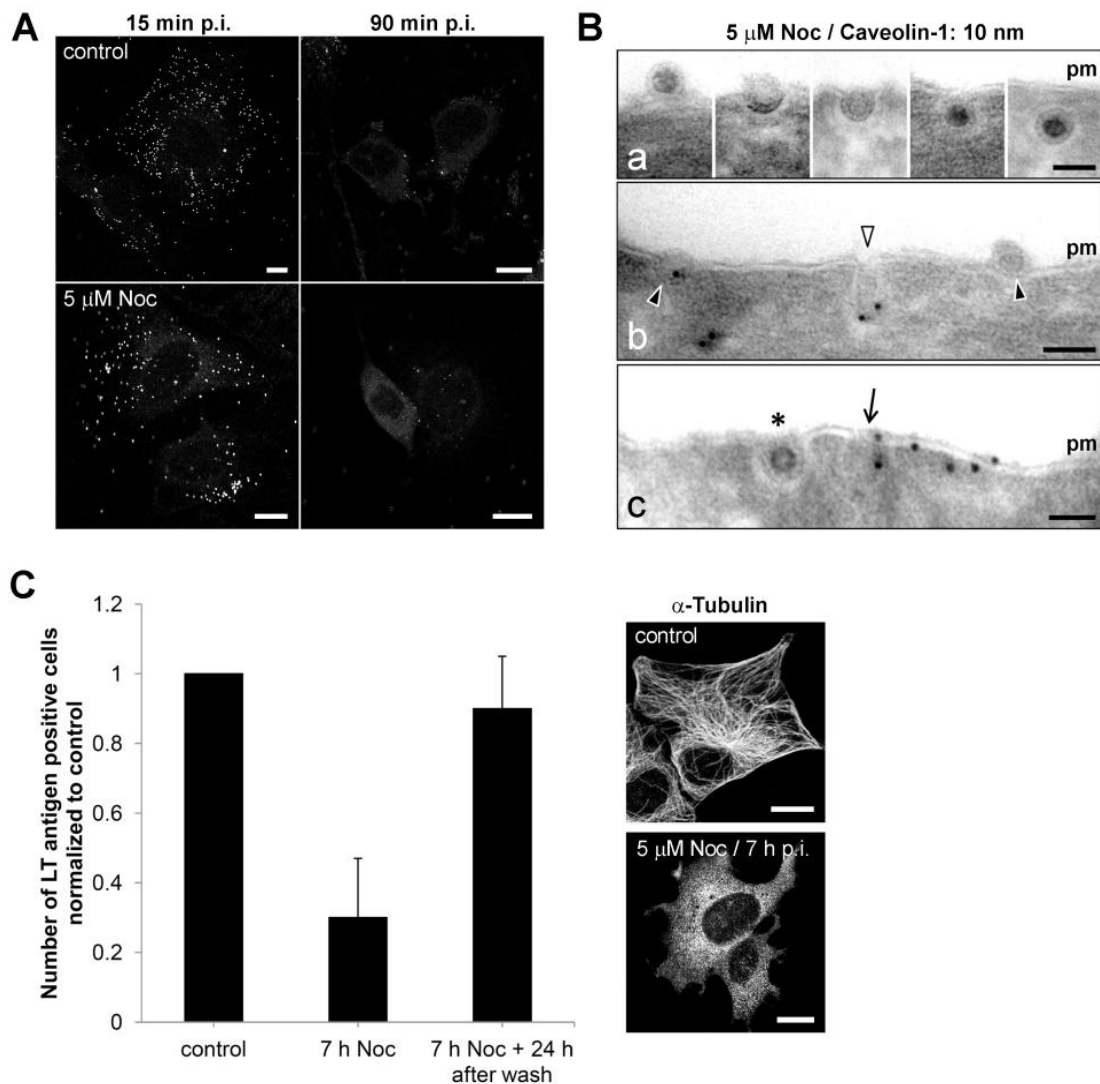 A
15 min p.i.
90 min p.i.
control
5 μM Noc
B
5 μM Noc / Caveolin-1: 10 nm
pm
a
pm
b
*
pm
c
C
Number of LT antigen positive cells
normalized to control
1.2
1
0.8
0.6
0.4
0.2
0
control
7 h Noc
7 h Noc + 24 h
after wash
α-Tubulin
control
5 μM Noc / 7 h p.i.